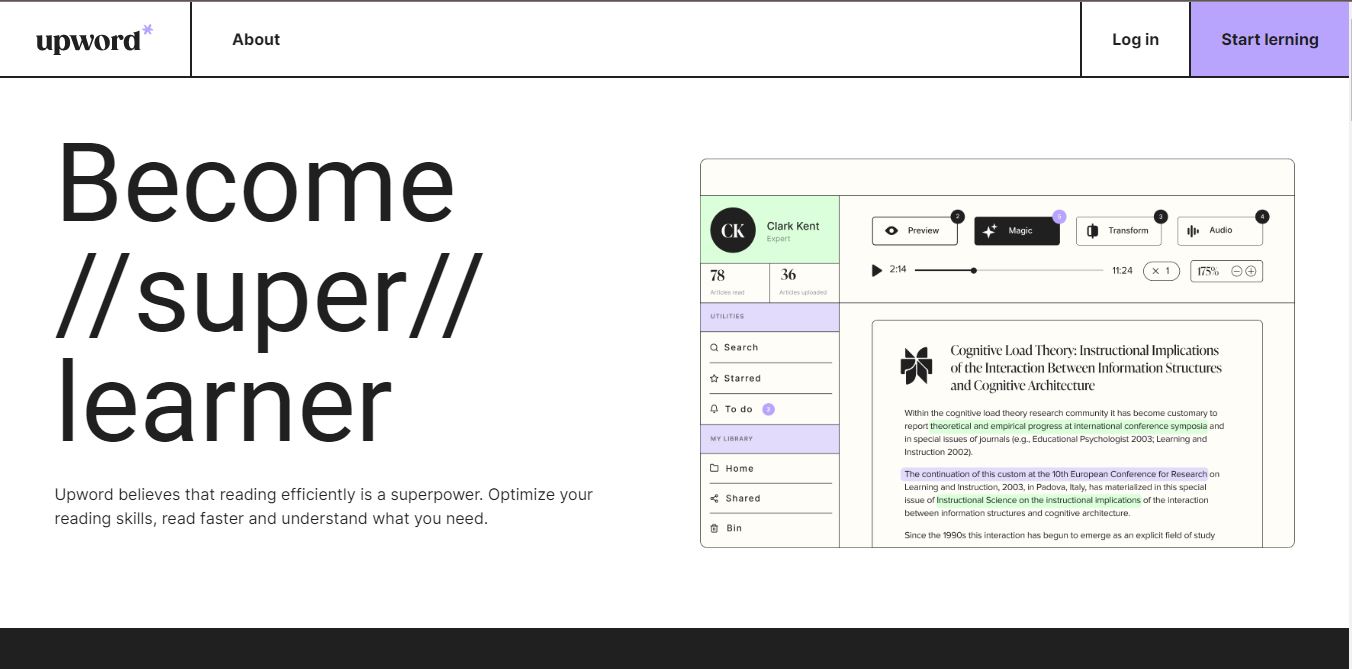 upword*
About
Log in
Start lerning
Become
//super//
learner
Upword believes that reading efficiently is a superpower. Optimize your
reading skills, read faster and understand what you need.
CK
Clark Kent
Expert
78
Articles read
36
Articles uploaded
UTILITIES
Search
Starred
To do
MY LIBRARY
Home
Shared
Bin
Preview
2
Magic
Transform
3
Audio
4
2:14
11:24
× 1
175%
Cognitive Load Theory: Instructional Implications
of the Interaction Between Information Structures
and Cognitive Architecture
Within the cognitive load theory research community it has become customary to
report theoretical and empirical progress at international conference symposia and
in special issues of journals (e.g., Educational Psychologist 2003; Learning and
Instruction 2002).
The continuation of this custom at the 10th European Conference for Research on
Learning and Instruction, 2003, in Padova, Italy, has materialized in this special
issue of Instructional Science on the instructional implications of the interaction
between information structures and cognitive architecture.
Since the 1990s this interaction has begun to emerge as an explicit field of study